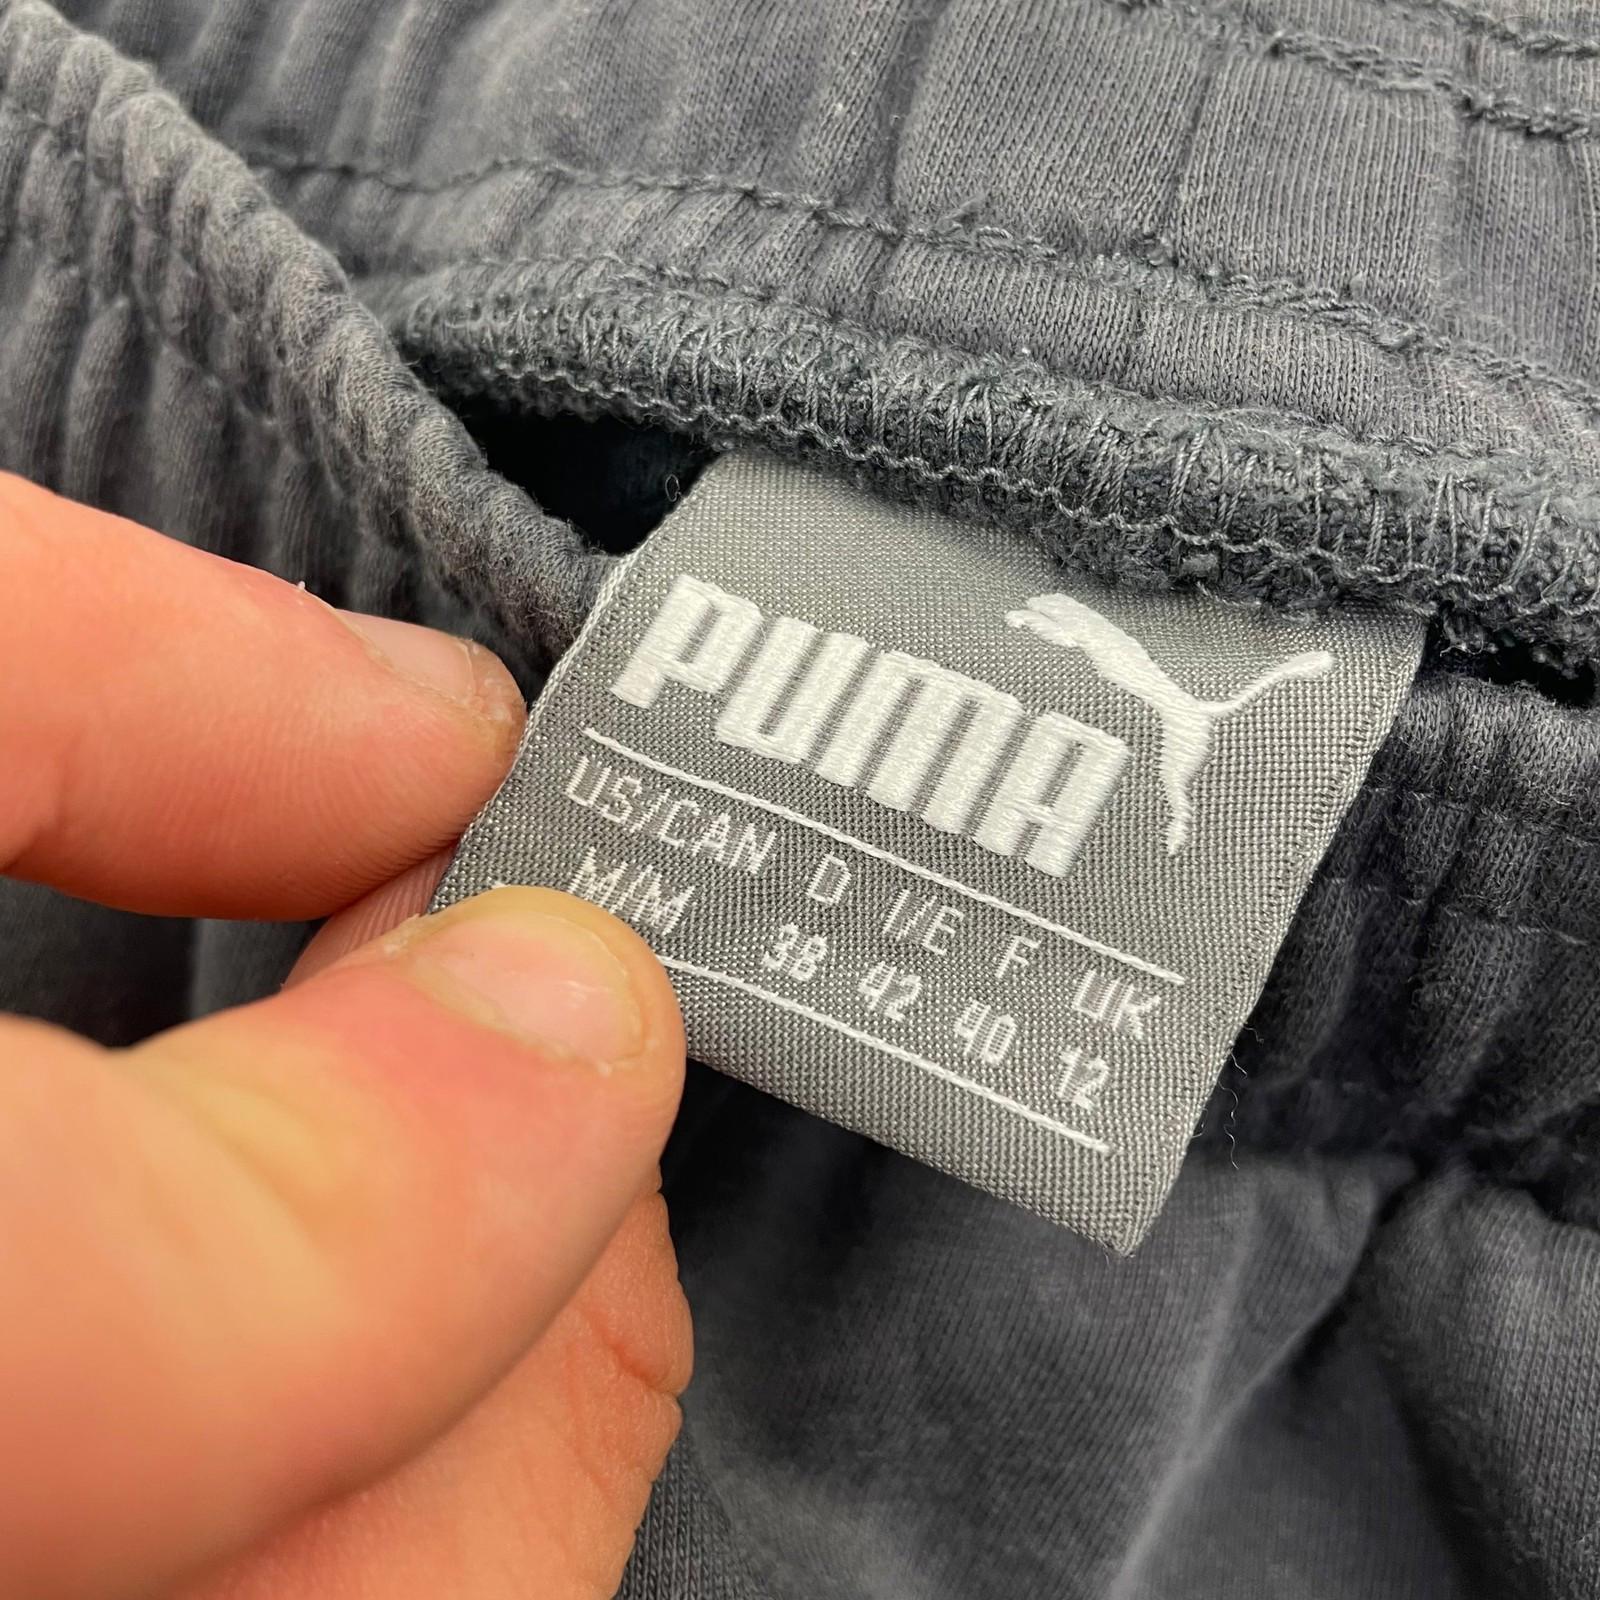 PUMA
US/CAN D I/E F UK
M/M 38 42 40 12